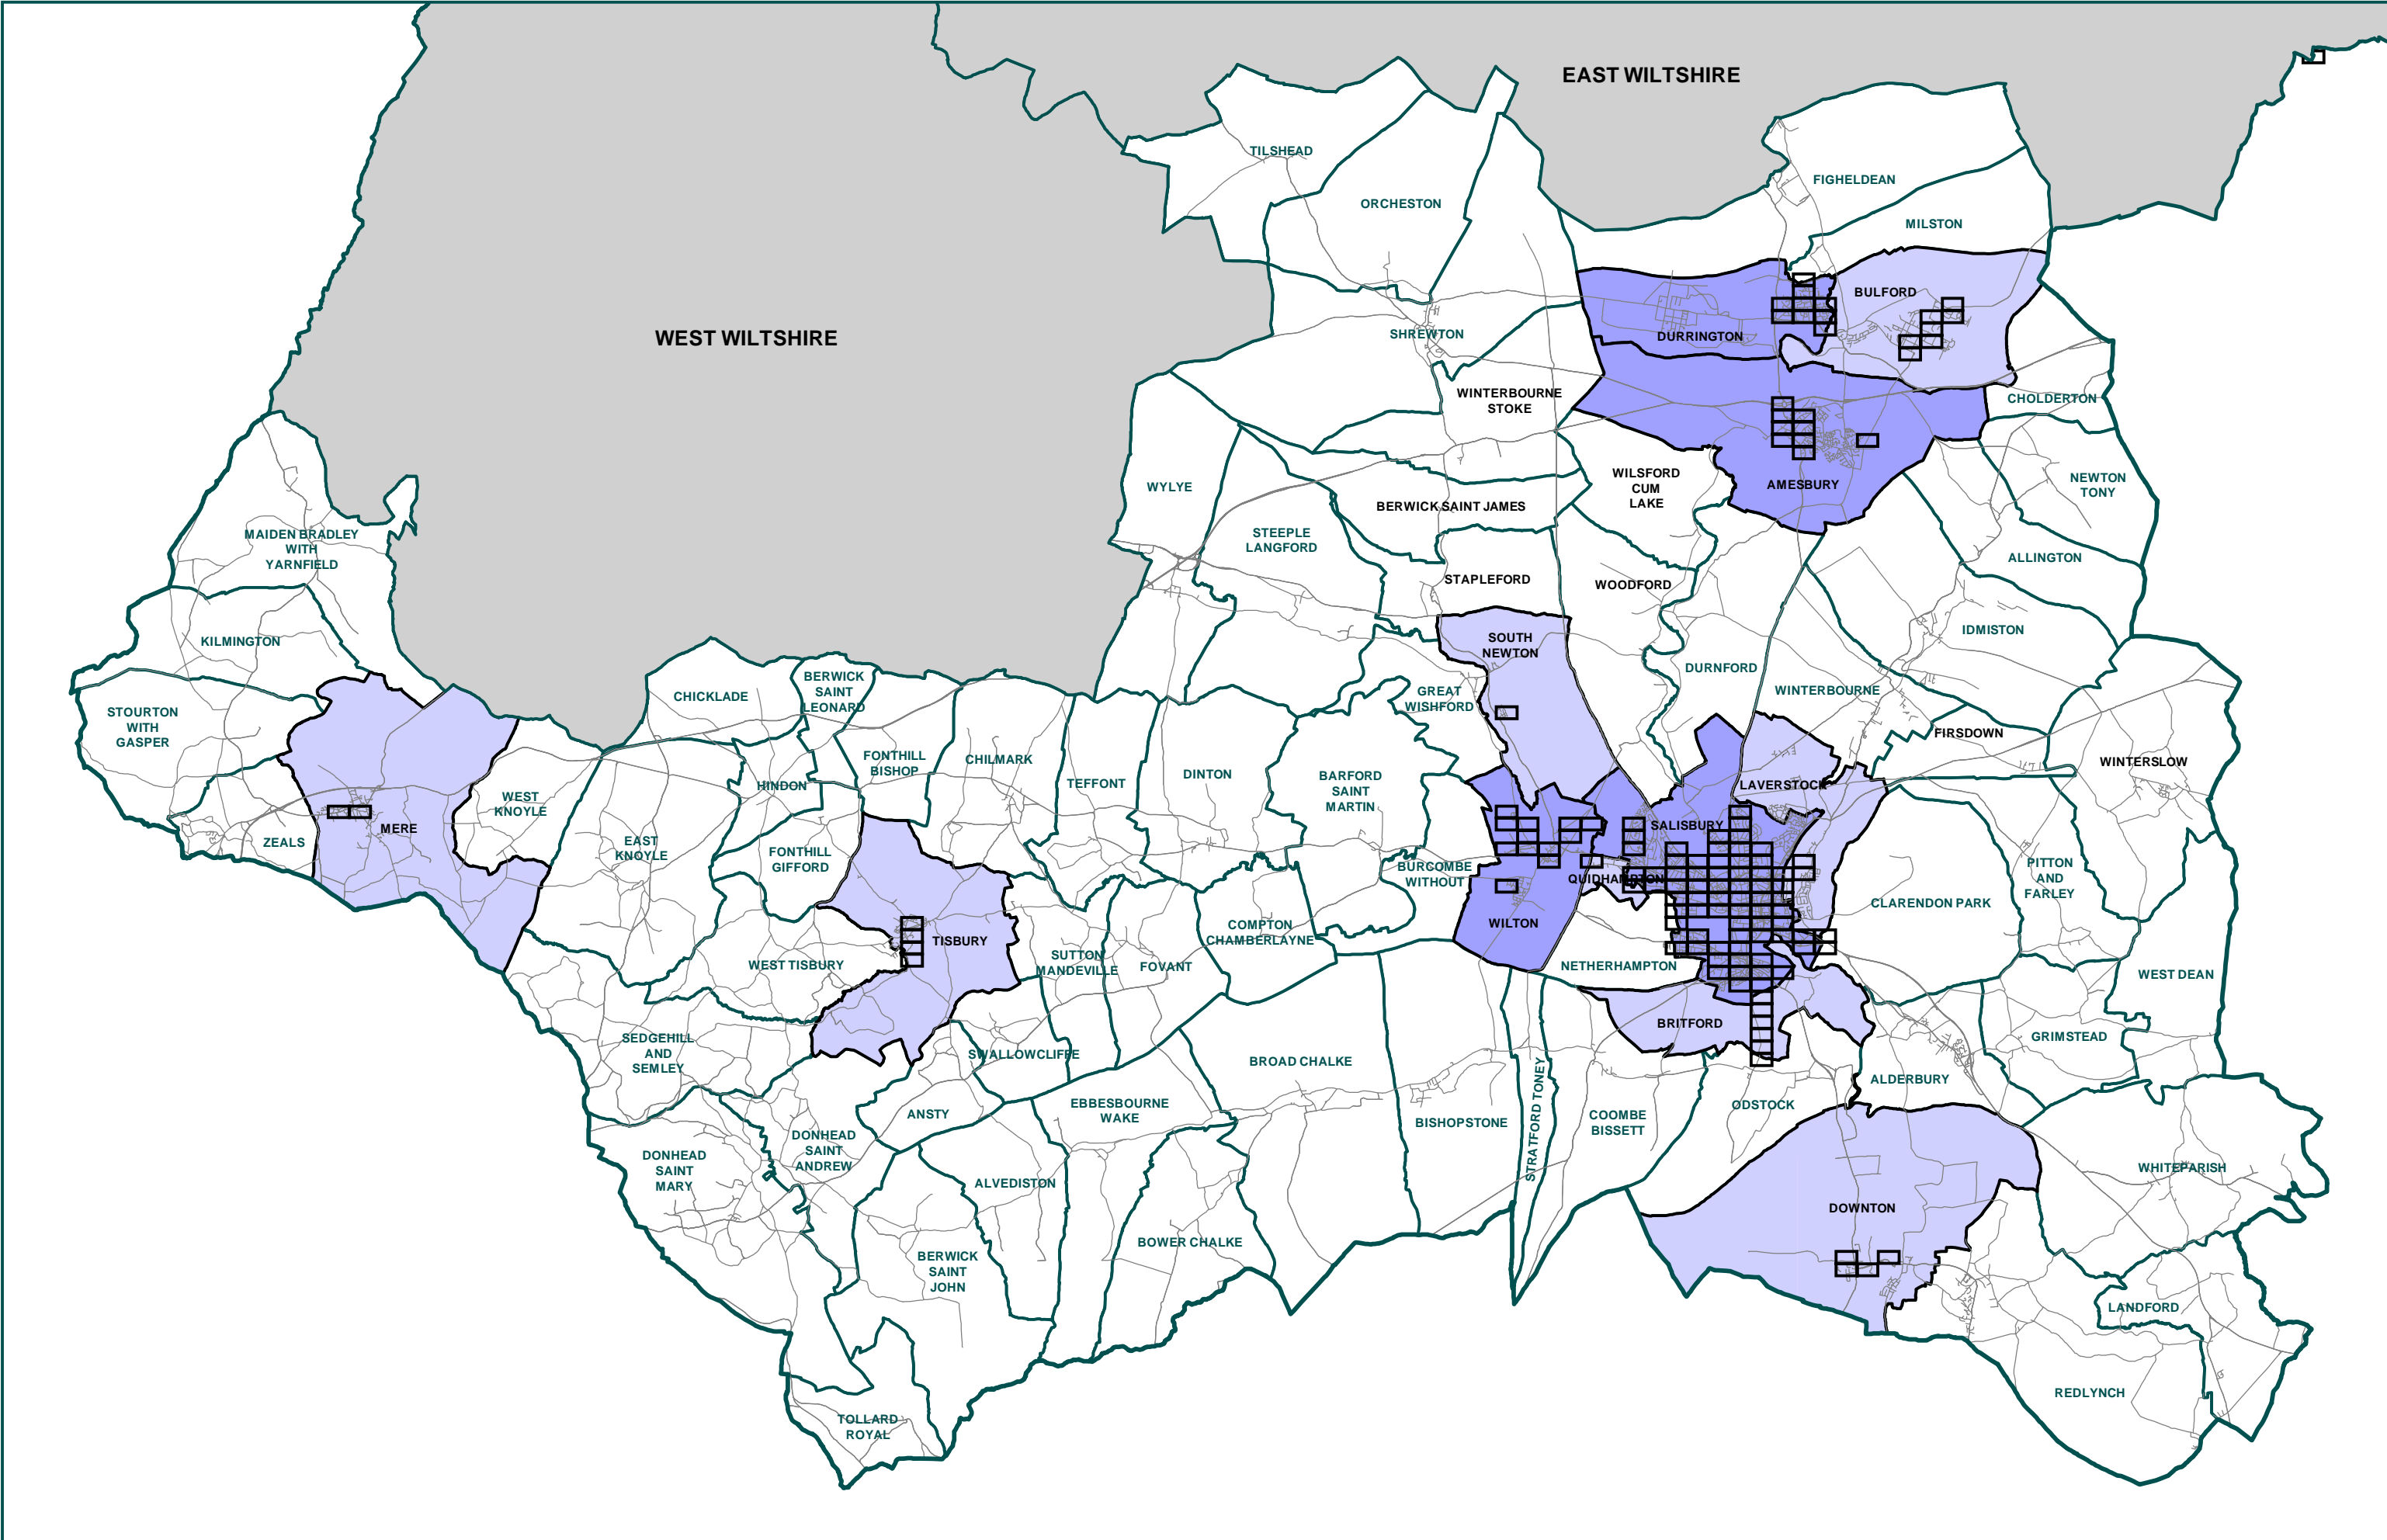 EAST WILTSHIRE
TILSHEAD
FIGHELDEAN
ORCHESTON
MILSTON
BULFORD
WEST WILTSHIRE
SHREWTON
DURRINGTON
WINTERBOURNE
STOKE
CHOLDERTON
WYLYE
WILSFORD
CUM
LAKE
AMESBURY
NEWTON
TONY
BERWICK SAINT JAMES
MAIDEN BRADLEY
WITH
YARNFIELD
STEEPLE
LANGFORD
ALLINGTON
STAPLEFORD
WOODFORD
KILMINGTON
SOUTH
NEWTON
IDMISTON
DURNFORD
CHICKLADE
BERWICK
SAINT
LEONARD
GREAT
WISHFORD
WINTERBOURNE
STOURTON
WITH
GASPER
FIRSDOWN
FONTHILL
BISHOP
CHILMARK
WINTERSLOW
HINDON
TEFFONT
DINTON
BARFORD
SAINT
MARTIN
LAVERSTOCK
WEST
KNOYLE
MERE
ZEALS
SALISBURY
EAST
KNOYLE
FONTHILL
GIFFORD
BURCOMBE
WITHOUT
QUIDHAMPTON
PITTON
AND
FARLEY
CLARENDON PARK
WILTON
COMPTON
CHAMBERLAYNE
TISBURY
WEST TISBURY
SUTTON
MANDEVILLE
FOVANT
NETHERHAMPTON
WEST DEAN
BRITFORD
SEDGEHILL
AND
SEMLEY
SWALLOWCLIFFE
BROAD CHALKE
GRIMSTEAD
ALDERBURY
ANSTY
EBBESBOURNE
WAKE
BISHOPSTONE
STRATFORD TONEY
COOMBE
BISSETT
ODSTOCK
DONHEAD
SAINT
MARY
DONHEAD
SAINT
ANDREW
ALVEDISTON
WHITEPARISH
DOWNTON
BOWER CHALKE
BERWICK
SAINT
JOHN
LANDFORD
REDLYNCH
TOLLARD
ROYAL